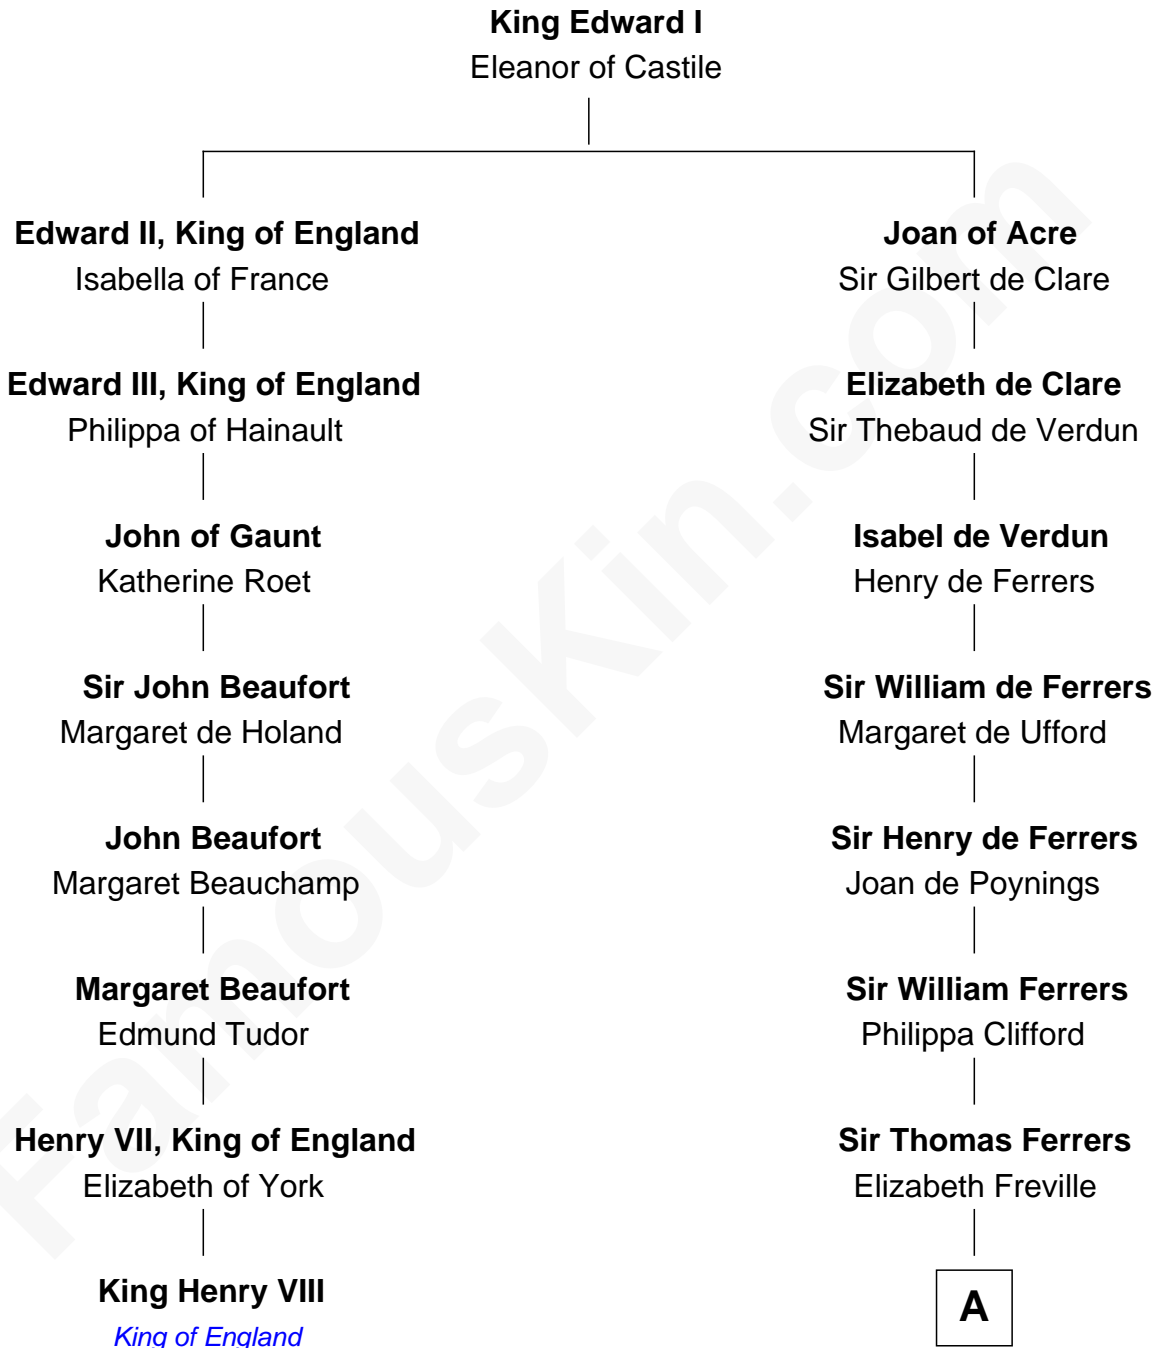 King Edward I
Eleanor of Castile
Edward II, King of England
Isabella of France
Joan of Acre
Sir Gilbert de Clare
Edward III, King of England
Philippa of Hainault
Elizabeth de Clare
Sir Thebaud de Verdun
John of Gaunt
Katherine Roet
Isabel de Verdun
Henry de Ferrers
Sir John Beaufort
Margaret de Holand
Sir William de Ferrers
Margaret de Ufford
John Beaufort
Margaret Beauchamp
Sir Henry de Ferrers
Joan de Poynings
Margaret Beaufort
Edmund Tudor
Sir William Ferrers
Philippa Clifford
Henry VII, King of England
Elizabeth of York
Sir Thomas Ferrers
Elizabeth Freville
King Henry VIII
King of England
A
FamousKin.com